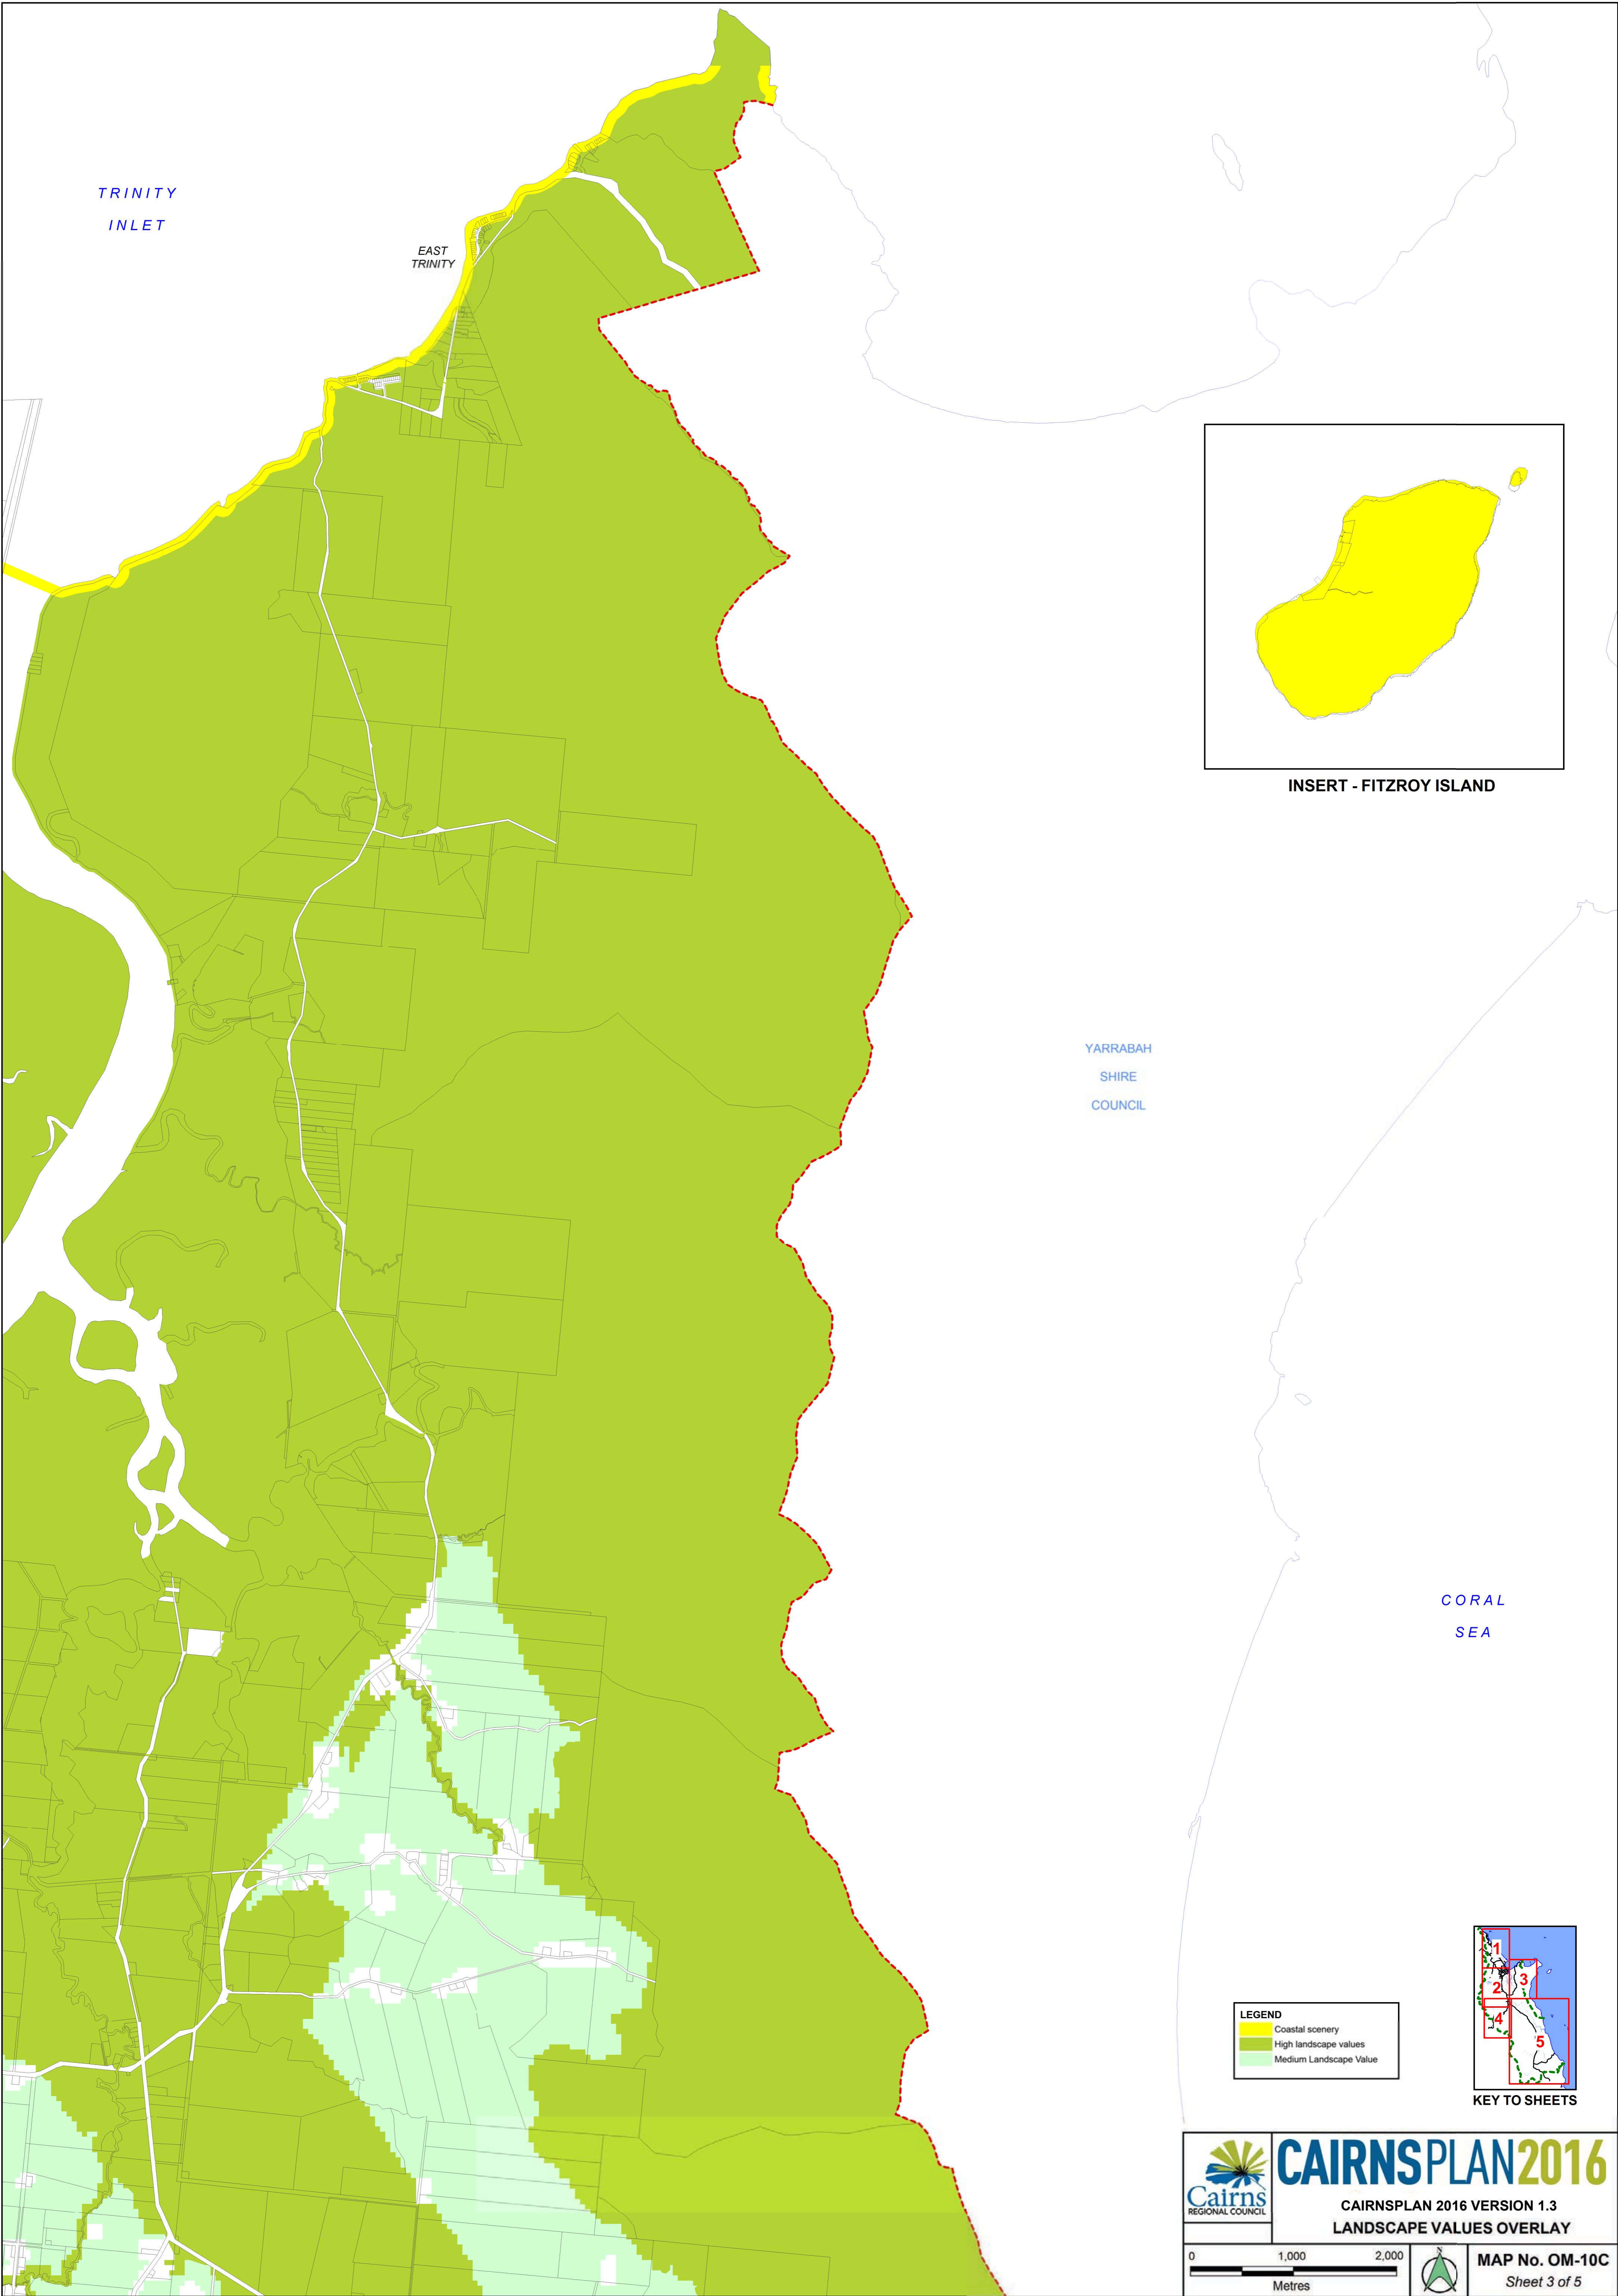 TRINITY
INLET
EAST
TRINITY
INSERT - FITZROY ISLAND
YARRABAH
SHIRE
COUNCIL
CORAL
SEA
LEGEND
Coastal scenery
High landscape values
Medium Landscape Value
1
2
3
4
5
KEY TO SHEETS
Cairns
REGIONAL COUNCIL
CAIRNSPLAN2016
CAIRNSPLAN 2016 VERSION 1.3
LANDSCAPE VALUES OVERLAY
0 1,000 2,000
Metres
N
MAP No. OM-10C
Sheet 3 of 5